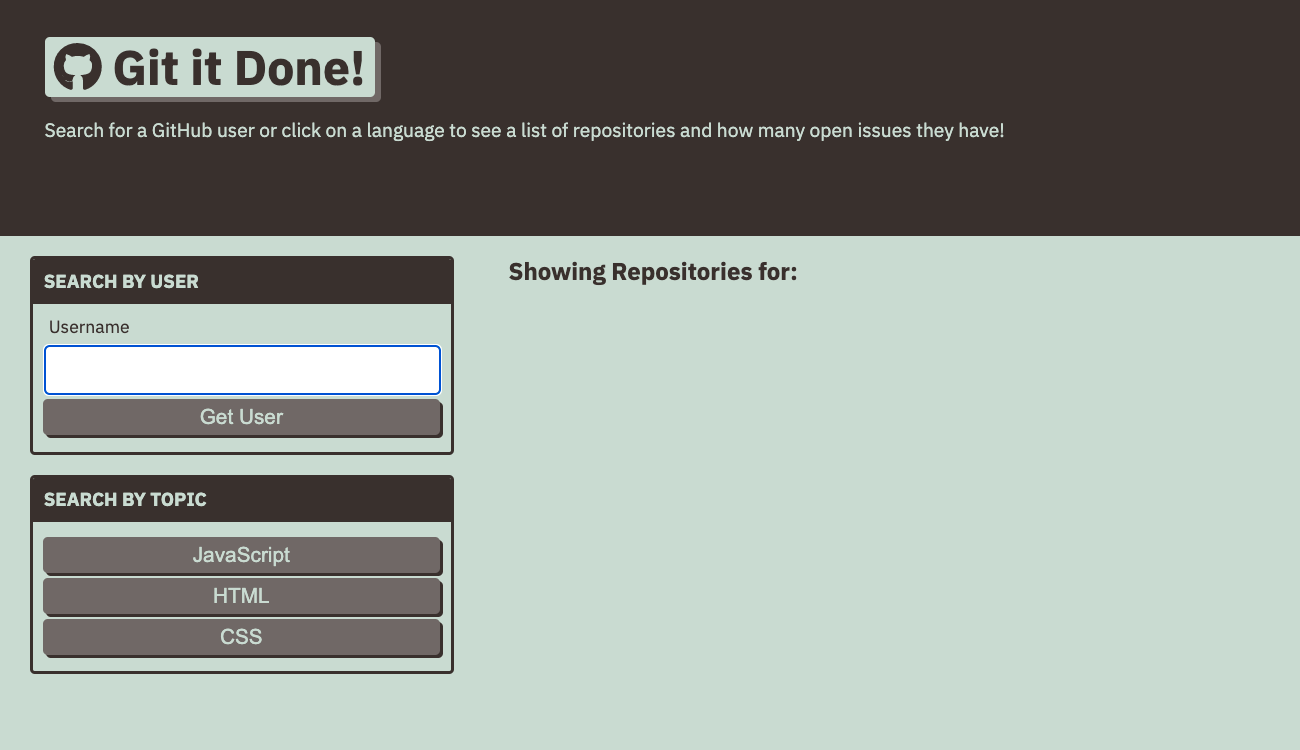 Git it Done!
Search for a GitHub user or click on a language to see a list of repositories and how many open issues they have!
SEARCH BY USER
Username
Get User
SEARCH BY TOPIC
JavaScript
HTML
CSS
Showing Repositories for: